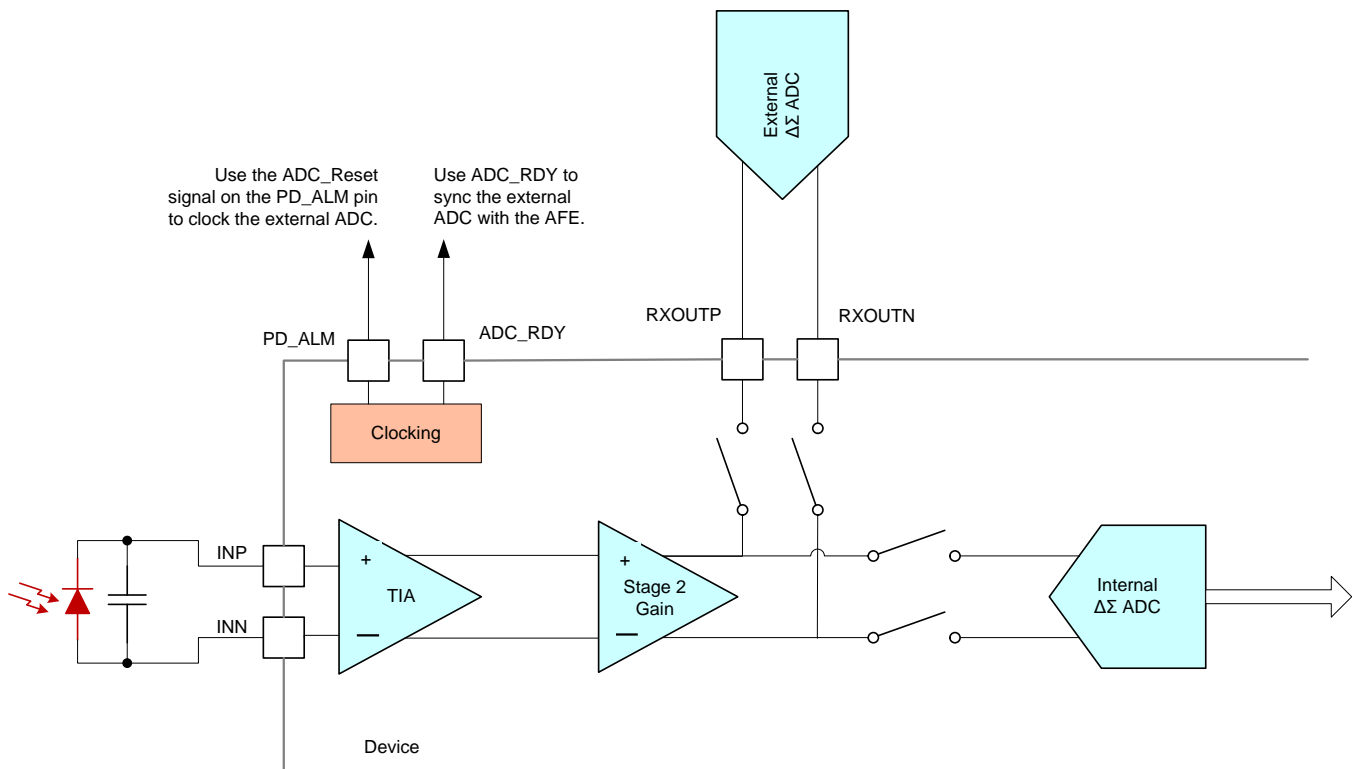 External
ΔΣ ADC
Use the ADC_Reset
signal on the PD_ALM pin
to clock the external ADC.
Use ADC_RDY to
sync the external
ADC with the AFE.
PD_ALM
ADC_RDY
RXOUTP
RXOUTN
Clocking
INP
INN
+
TIA
–
+
Stage 2
Gain
–
Internal
ΔΣ ADC
Device